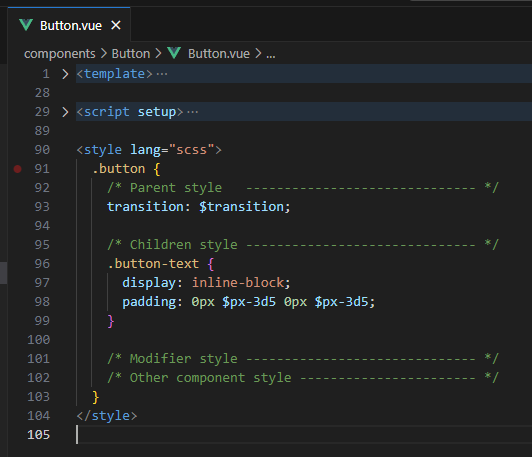 Button.vue ×
components > Button > Button.vue > ...
1 > <template>···
28
29 > <script setup>···
89
90 <style lang="scss">
91 .button {
92 /* Parent style ------------------------------ */
93 transition: $transition;
94
95 /* Children style ------------------------------ */
96 .button-text {
97 display: inline-block;
98 padding: 0px $px-3d5 0px $px-3d5;
99 }
100
101 /* Modifier style ------------------------------ */
102 /* Other component style ----------------------- */
103 }
104 </style>
105